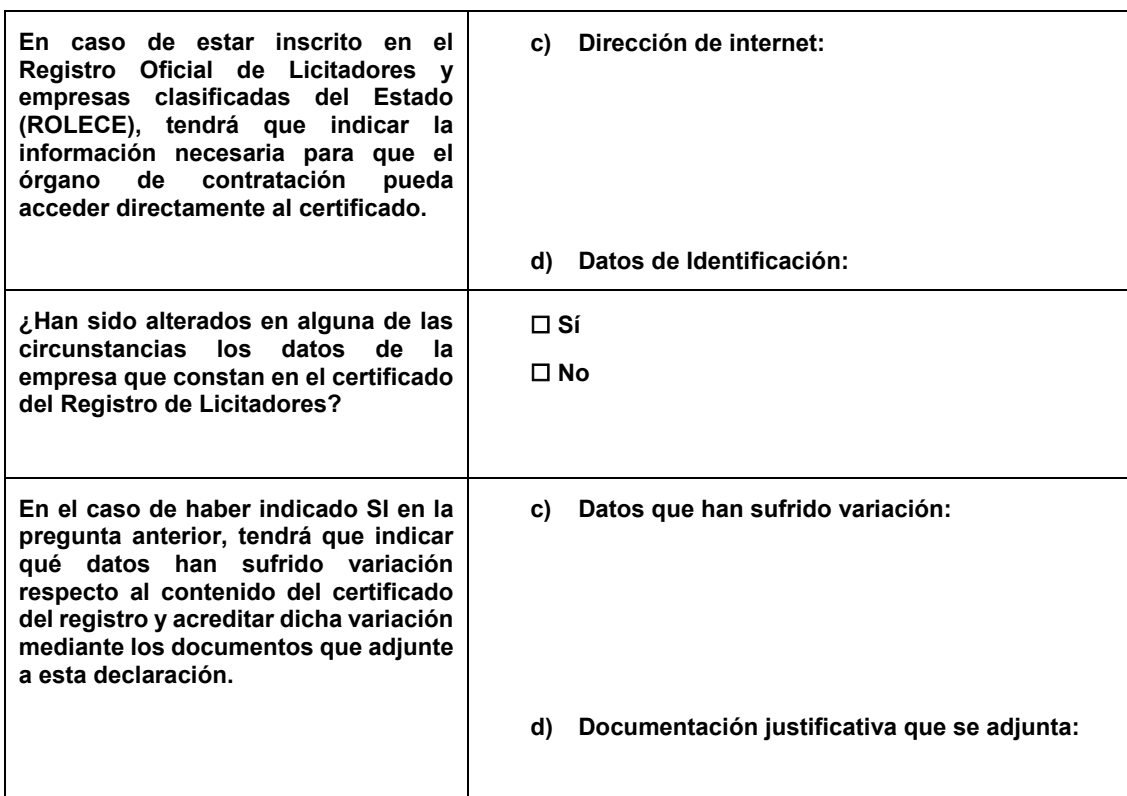 En caso de estar inscrito en el
Registro Oficial de Licitadores y
empresas clasificadas del Estado
(ROLECE), tendrá que indicar la
información necesaria para que el
órgano de contratación pueda
acceder directamente al certificado.
c) Dirección de internet:
d) Datos de Identificación:
¿Han sido alterados en alguna de las
circunstancias los datos de la
empresa que constan en el certificado
del Registro de Licitadores?
☐ Sí
☐ No
En el caso de haber indicado SI en la
pregunta anterior, tendrá que indicar
qué datos han sufrido variación
respecto al contenido del certificado
del registro y acreditar dicha variación
mediante los documentos que adjunte
a esta declaración.
c) Datos que han sufrido variación:
d) Documentación justificativa que se adjunta: